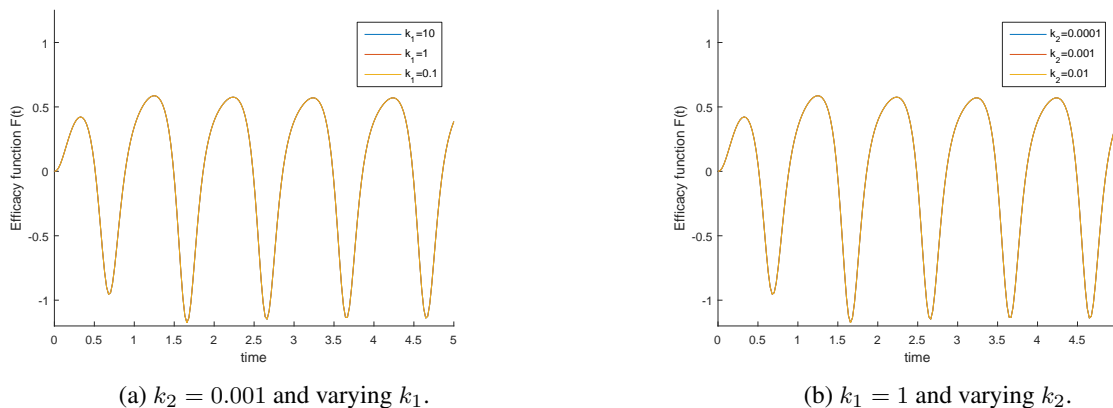 k1=10
k1=1
k1=0.1
Efficacy function F(t)
1
0.5
0
-0.5
-1
0 0.5 1 1.5 2 2.5 3 3.5 4 4.5 5
time
(a) k2 = 0.001 and varying k1.
k2=0.0001
k2=0.001
k2=0.01
Efficacy function F(t)
1
0.5
0
-0.5
-1
0 0.5 1 1.5 2 2.5 3 3.5 4 4.5
time
(b) k1 = 1 and varying k2.